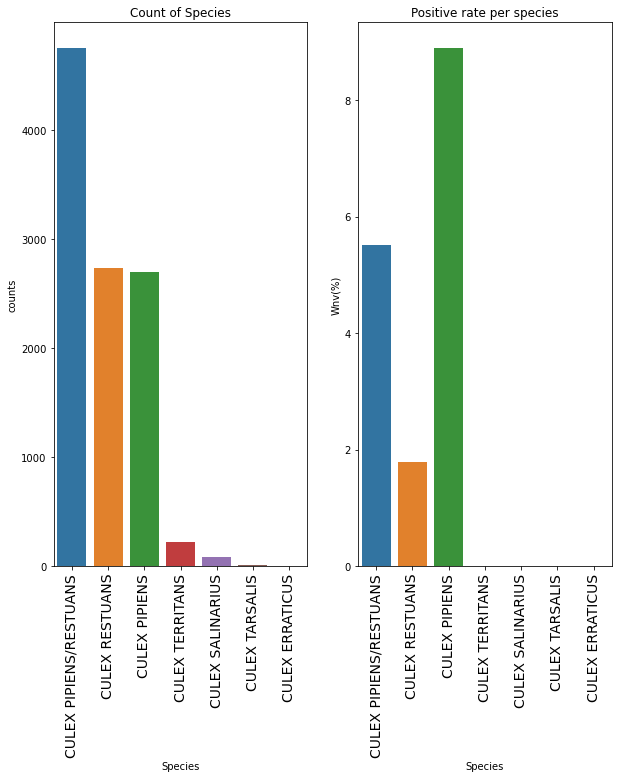 Count of Species
counts
4000
3000
2000
1000
0
CULEX PIPIENS/RESTUANS
CULEX RESTUANS
CULEX PIPIENS
CULEX TERRITANS
CULEX SALINARIUS
CULEX TARSALIS
CULEX ERRATICUS
Species
Positive rate per species
Wnv(%)
8
6
4
2
0
CULEX PIPIENS/RESTUANS
CULEX RESTUANS
CULEX PIPIENS
CULEX TERRITANS
CULEX SALINARIUS
CULEX TARSALIS
CULEX ERRATICUS
Species